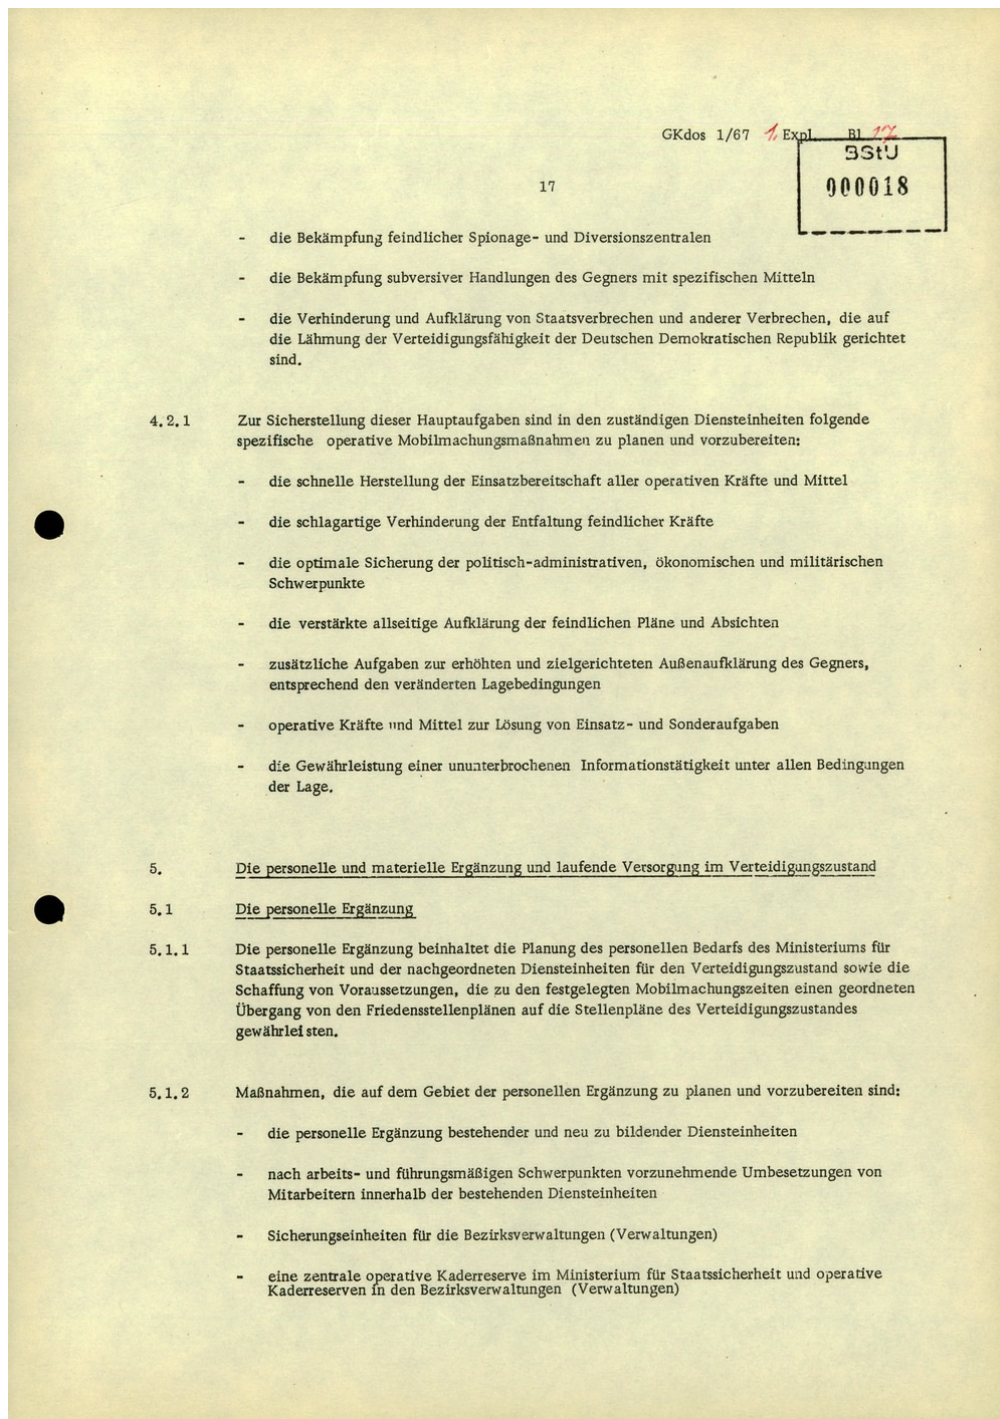 GKdos 1/67 1. Expl. Bl 17
BStU
000018
17
- die Bekämpfung feindlicher Spionage- und Diversionszentralen
- die Bekämpfung subversiver Handlungen des Gegners mit spezifischen Mitteln
- die Verhinderung und Aufklärung von Staatsverbrechen und anderer Verbrechen, die auf
die Lähmung der Verteidigungsfähigkeit der Deutschen Demokratischen Republik gerichtet
sind.
4.2.1 Zur Sicherstellung dieser Hauptaufgaben sind in den zuständigen Diensteinheiten folgende
spezifische operative Mobilmachungsmaßnahmen zu planen und vorzubereiten:
- die schnelle Herstellung der Einsatzbereitschaft aller operativen Kräfte und Mittel
- die schlagartige Verhinderung der Entfaltung feindlicher Kräfte
- die optimale Sicherung der politisch-administrativen, ökonomischen und militärischen
Schwerpunkte
- die verstärkte allseitige Aufklärung der feindlichen Pläne und Absichten
- zusätzliche Aufgaben zur erhöhten und zielgerichteten Außenaufklärung des Gegners,
entsprechend den veränderten Lagebedingungen
- operative Kräfte und Mittel zur Lösung von Einsatz- und Sonderaufgaben
- die Gewährleistung einer ununterbrochenen Informationstätigkeit unter allen Bedingungen
der Lage.
5. Die personelle und materielle Ergänzung und laufende Versorgung im Verteidigungszustand
5.1 Die personelle Ergänzung
5.1.1 Die personelle Ergänzung beinhaltet die Planung des personellen Bedarfs des Ministeriums für
Staatssicherheit und der nachgeordneten Diensteinheiten für den Verteidigungszustand sowie die
Schaffung von Voraussetzungen, die zu den festgelegten Mobilmachungszeiten einen geordneten
Übergang von den Friedensstellenplänen auf die Stellenpläne des Verteidigungszustandes
gewährleisten.
5.1.2 Maßnahmen, die auf dem Gebiet der personellen Ergänzung zu planen und vorzubereiten sind:
- die personelle Ergänzung bestehender und neu zu bildender Diensteinheiten
- nach arbeits- und führungsmäßigen Schwerpunkten vorzunehmende Umbesetzungen von
Mitarbeitern innerhalb der bestehenden Diensteinheiten
- Sicherungseinheiten für die Bezirksverwaltungen (Verwaltungen)
- eine zentrale operative Kaderreserve im Ministerium für Staatssicherheit und operative
Kaderreserven in den Bezirksverwaltungen (Verwaltungen)